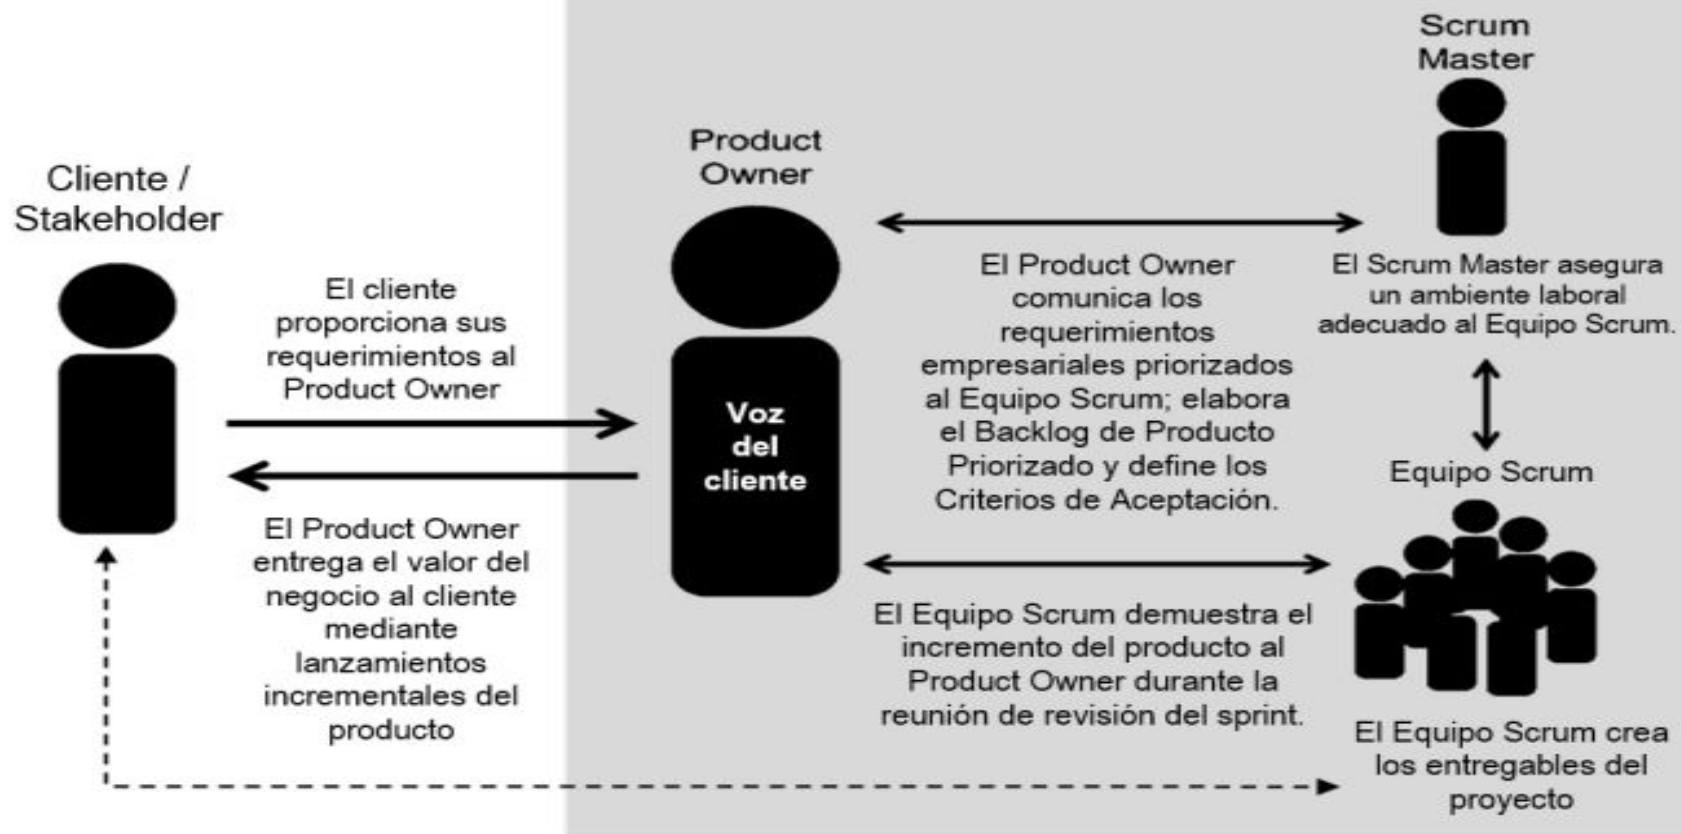 Cliente /
Stakeholder
El cliente
proporciona sus
requerimientos al
Product Owner
El Product Owner
entrega el valor del
negocio al cliente
mediante
lanzamientos
incrementales del
producto
Product
Owner
Voz
del
cliente
El Product Owner
comunica los
requerimientos
empresariales priorizados
al Equipo Scrum; elabora
el Backlog de Producto
Priorizado y define los
Criterios de Aceptación.
El Equipo Scrum demuestra el
incremento del producto al
Product Owner durante la
reunión de revisión del sprint.
Scrum
Master
El Scrum Master asegura
un ambiente laboral
adecuado al Equipo Scrum.
Equipo Scrum
El Equipo Scrum crea
los entregables del
proyecto